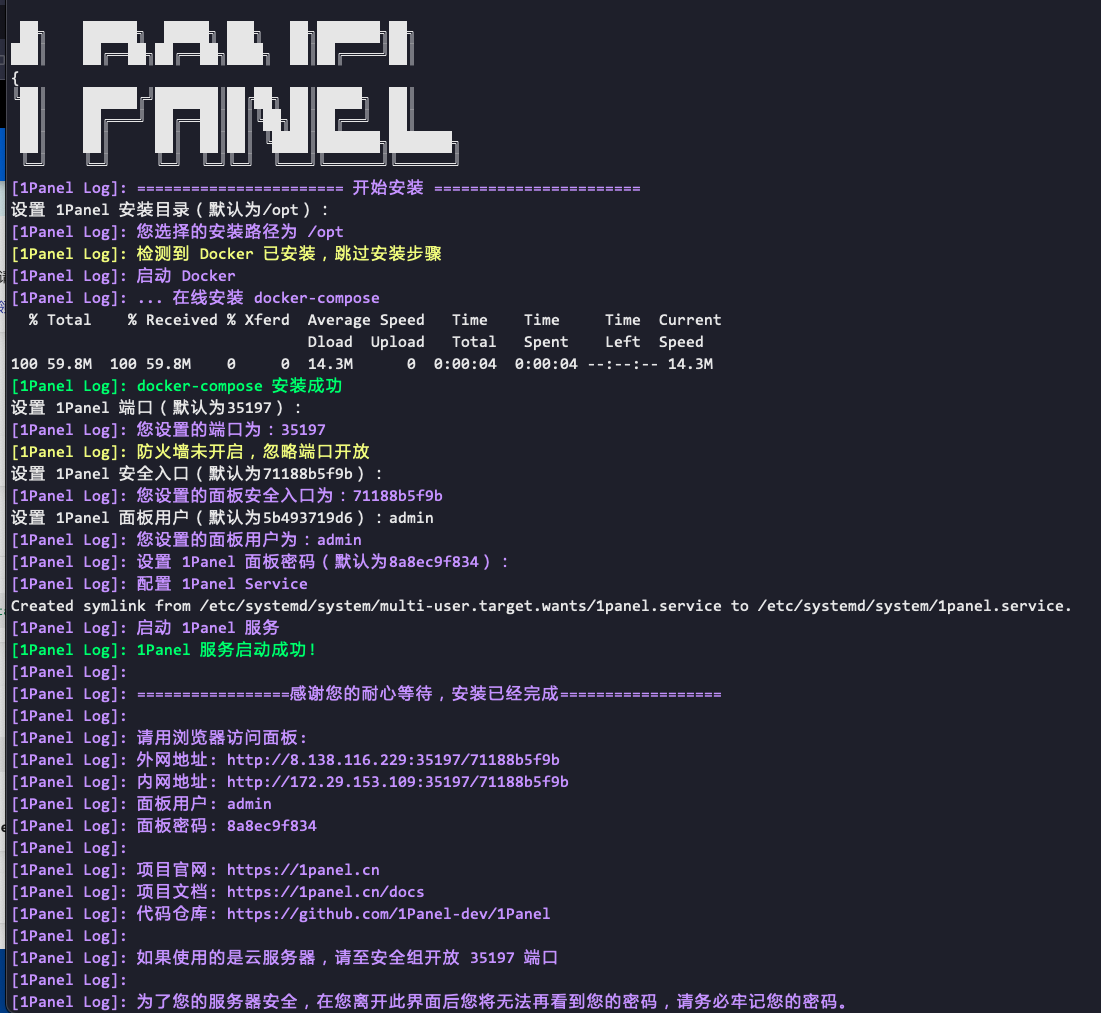 1PANEL
{
[1Panel Log]: ======================= 开始安装 =======================
设置 1Panel 安装目录（默认为/opt）：
[1Panel Log]: 您选择的安装路径为 /opt
[1Panel Log]: 检测到 Docker 已安装，跳过安装步骤
[1Panel Log]: 启动 Docker
[1Panel Log]: ... 在线安装 docker-compose
% Total % Received % Xferd Average Speed Time Time Time Current
Dload Upload Total Spent Left Speed
100 59.8M 100 59.8M 0 0 14.3M 0 0:00:04 0:00:04 --:--:-- 14.3M
[1Panel Log]: docker-compose 安装成功
设置 1Panel 端口（默认为35197）：
[1Panel Log]: 您设置的端口为：35197
[1Panel Log]: 防火墙未开启，忽略端口开放
设置 1Panel 安全入口（默认为71188b5f9b）：
[1Panel Log]: 您设置的面板安全入口为：71188b5f9b
设置 1Panel 面板用户（默认为5b493719d6）：admin
[1Panel Log]: 您设置的面板用户为：admin
[1Panel Log]: 设置 1Panel 面板密码（默认为8a8ec9f834）：
[1Panel Log]: 配置 1Panel Service
Created symlink from /etc/systemd/system/multi-user.target.wants/1panel.service to /etc/systemd/system/1panel.service.
[1Panel Log]: 启动 1Panel 服务
[1Panel Log]: 1Panel 服务启动成功!
[1Panel Log]:
[1Panel Log]: =================感谢您的耐心等待，安装已经完成==================
[1Panel Log]:
[1Panel Log]: 请用浏览器访问面板:
[1Panel Log]: 外网地址: http://8.138.116.229:35197/71188b5f9b
[1Panel Log]: 内网地址: http://172.29.153.109:35197/71188b5f9b
[1Panel Log]: 面板用户: admin
[1Panel Log]: 面板密码: 8a8ec9f834
[1Panel Log]:
[1Panel Log]: 项目官网: https://1panel.cn
[1Panel Log]: 项目文档: https://1panel.cn/docs
[1Panel Log]: 代码仓库: https://github.com/1Panel-dev/1Panel
[1Panel Log]:
[1Panel Log]: 如果使用的是云服务器，请至安全组开放 35197 端口
[1Panel Log]:
[1Panel Log]: 为了您的服务器安全，在您离开此界面后您将无法再看到您的密码，请务必牢记您的密码。